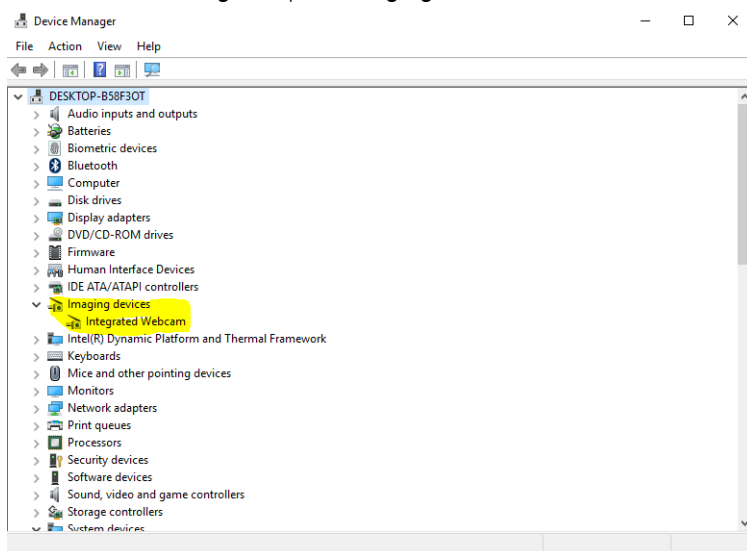 Device Manager
File Action View Help
DESKTOP-B58F3OT
Audio inputs and outputs
Batteries
Biometric devices
Bluetooth
Computer
Disk drives
Display adapters
DVD/CD-ROM drives
Firmware
Human Interface Devices
IDE ATA/ATAPI controllers
Imaging devices
Integrated Webcam
Intel(R) Dynamic Platform and Thermal Framework
Keyboards
Mice and other pointing devices
Monitors
Network adapters
Print queues
Processors
Security devices
Software devices
Sound, video and game controllers
Storage controllers
System devices